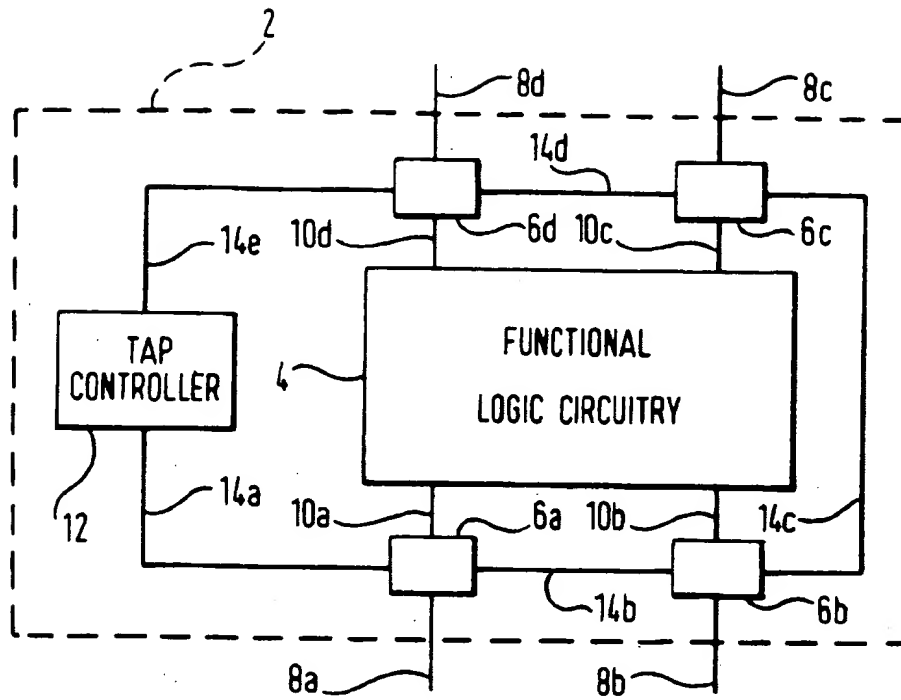 2
8d
8c
14d
10d
6d
10c
6c
14e
TAP
CONTROLLER
4
FUNCTIONAL
LOGIC CIRCUITRY
12
14a
10a
6a
10b
14c
14b
6b
8a
8b